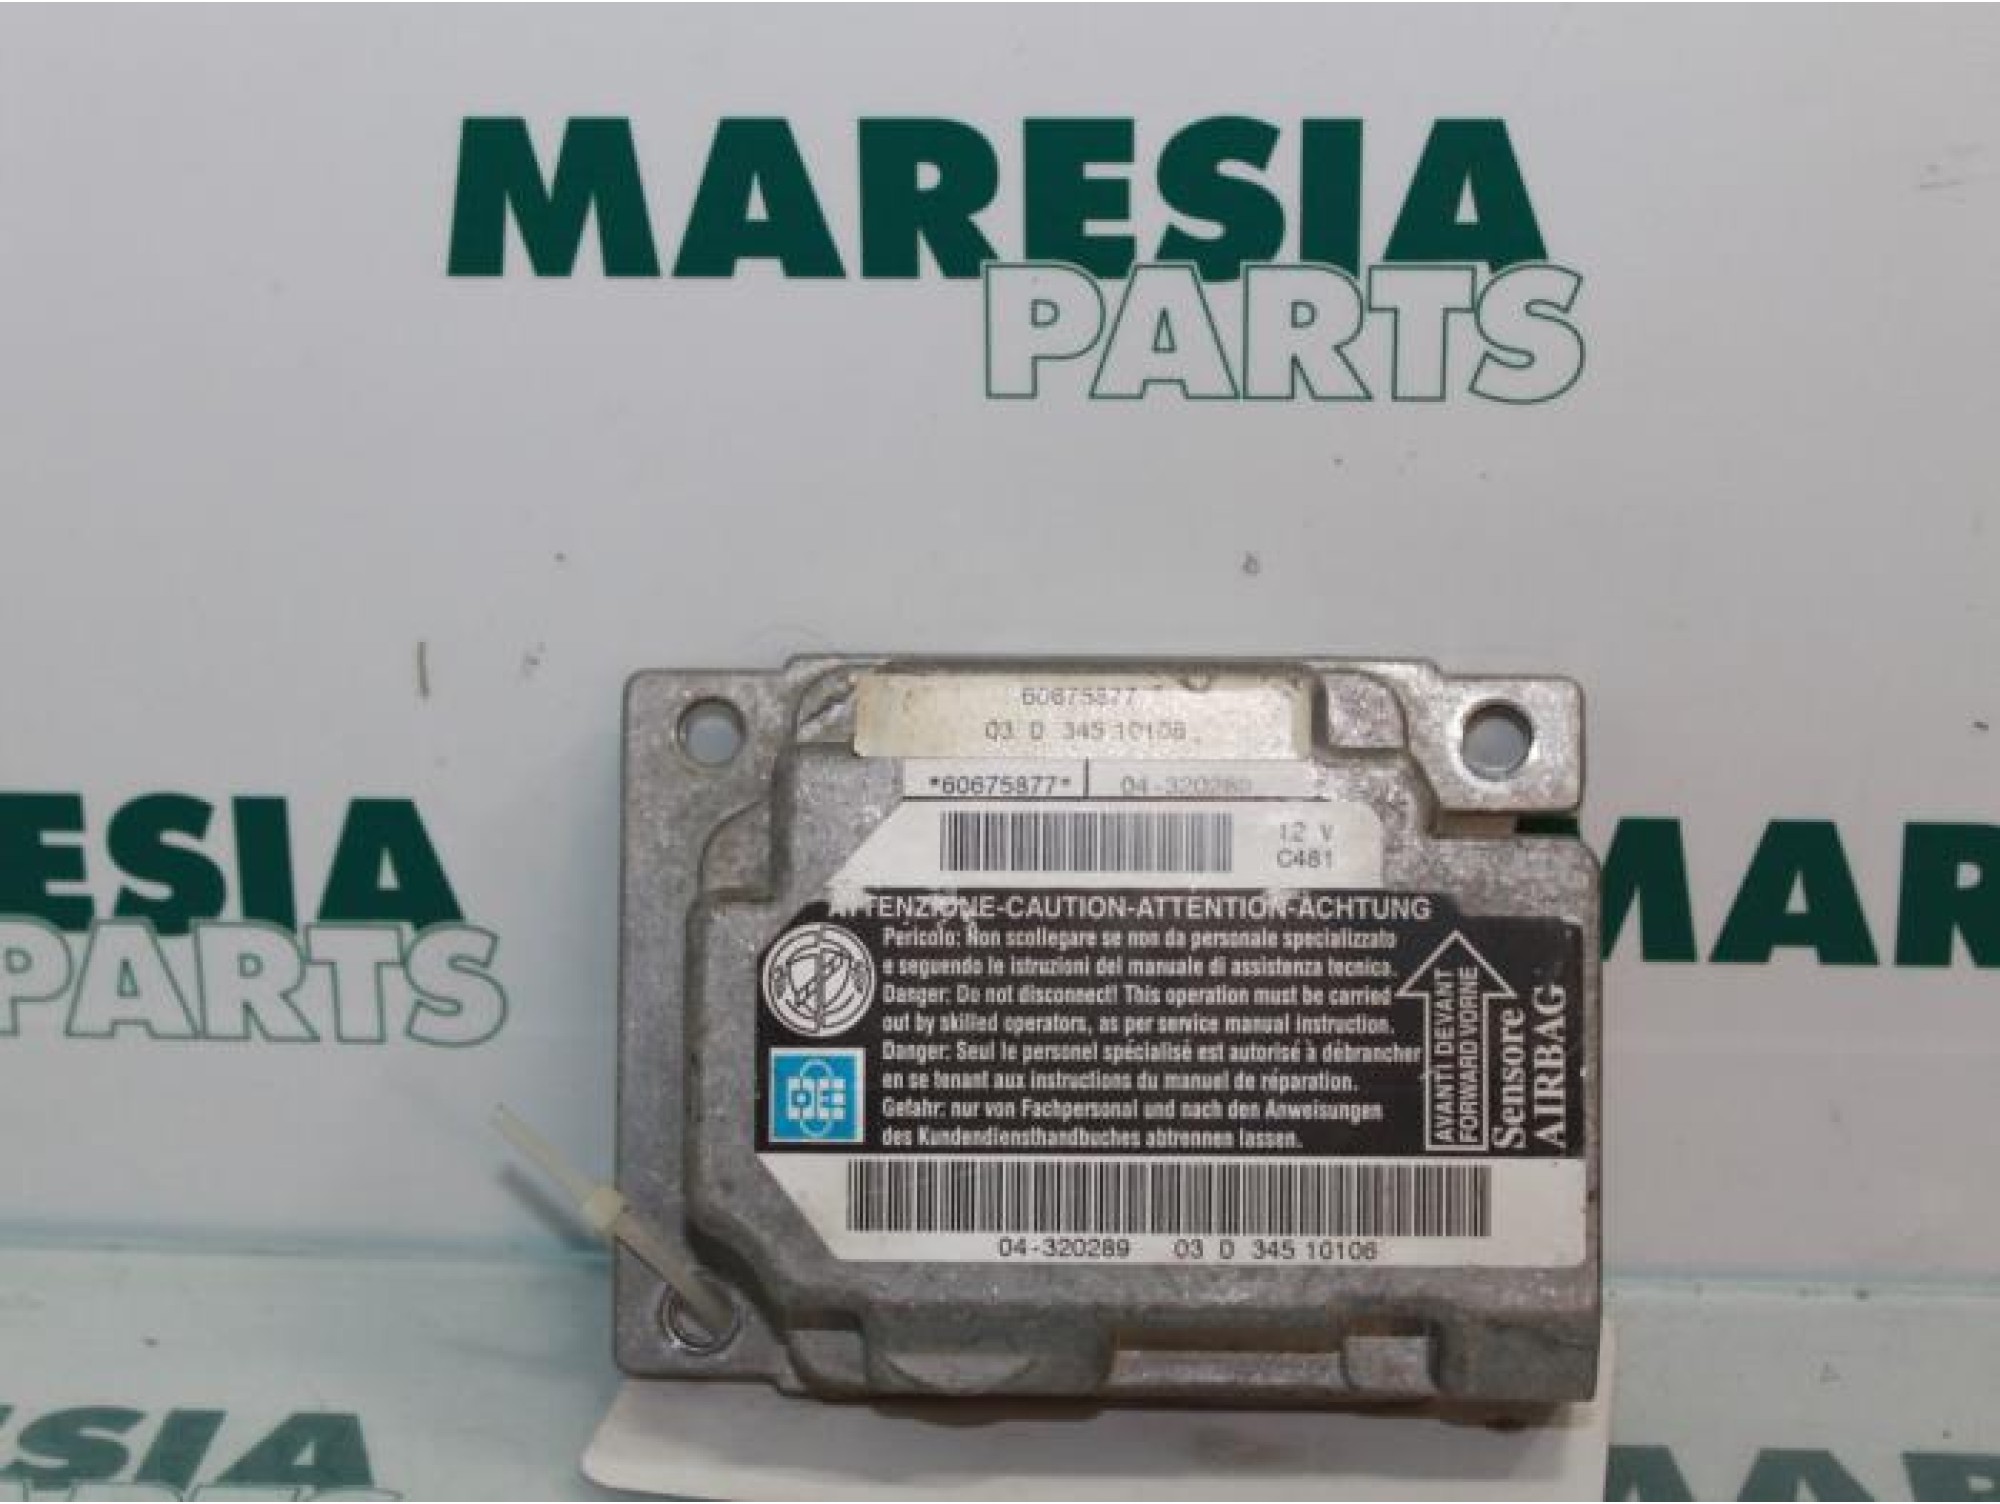 MARESIA
PARTS
60675877
03 D 345 10106
*60675877* 04-320289
12 V
C481
ATTENZIONE-CAUTION-ATTENTION-ACHTUNG
Pericolo: Non scollegare se non da personale specializzato
e seguendo le istruzioni del manuale di assistenza tecnica.
Danger: Do not disconnect! This operation must be carried
out by skilled operators, as per service manual instruction.
Danger: Seul le personel spécialisé est autorisé à débrancher
en se tenant aux instructions du manuel de réparation.
Gefahr: nur von Fachpersonal und nach den Anweisungen
des Kundendiensthandbuches abtrennen lassen.
AVANTI DEVANT
FORWARD VORNE
Sensore
AIRBAG
04-320289 03 D 345 10106
ESIA
PARTS
MAR
ESIA
PARTS
MAR